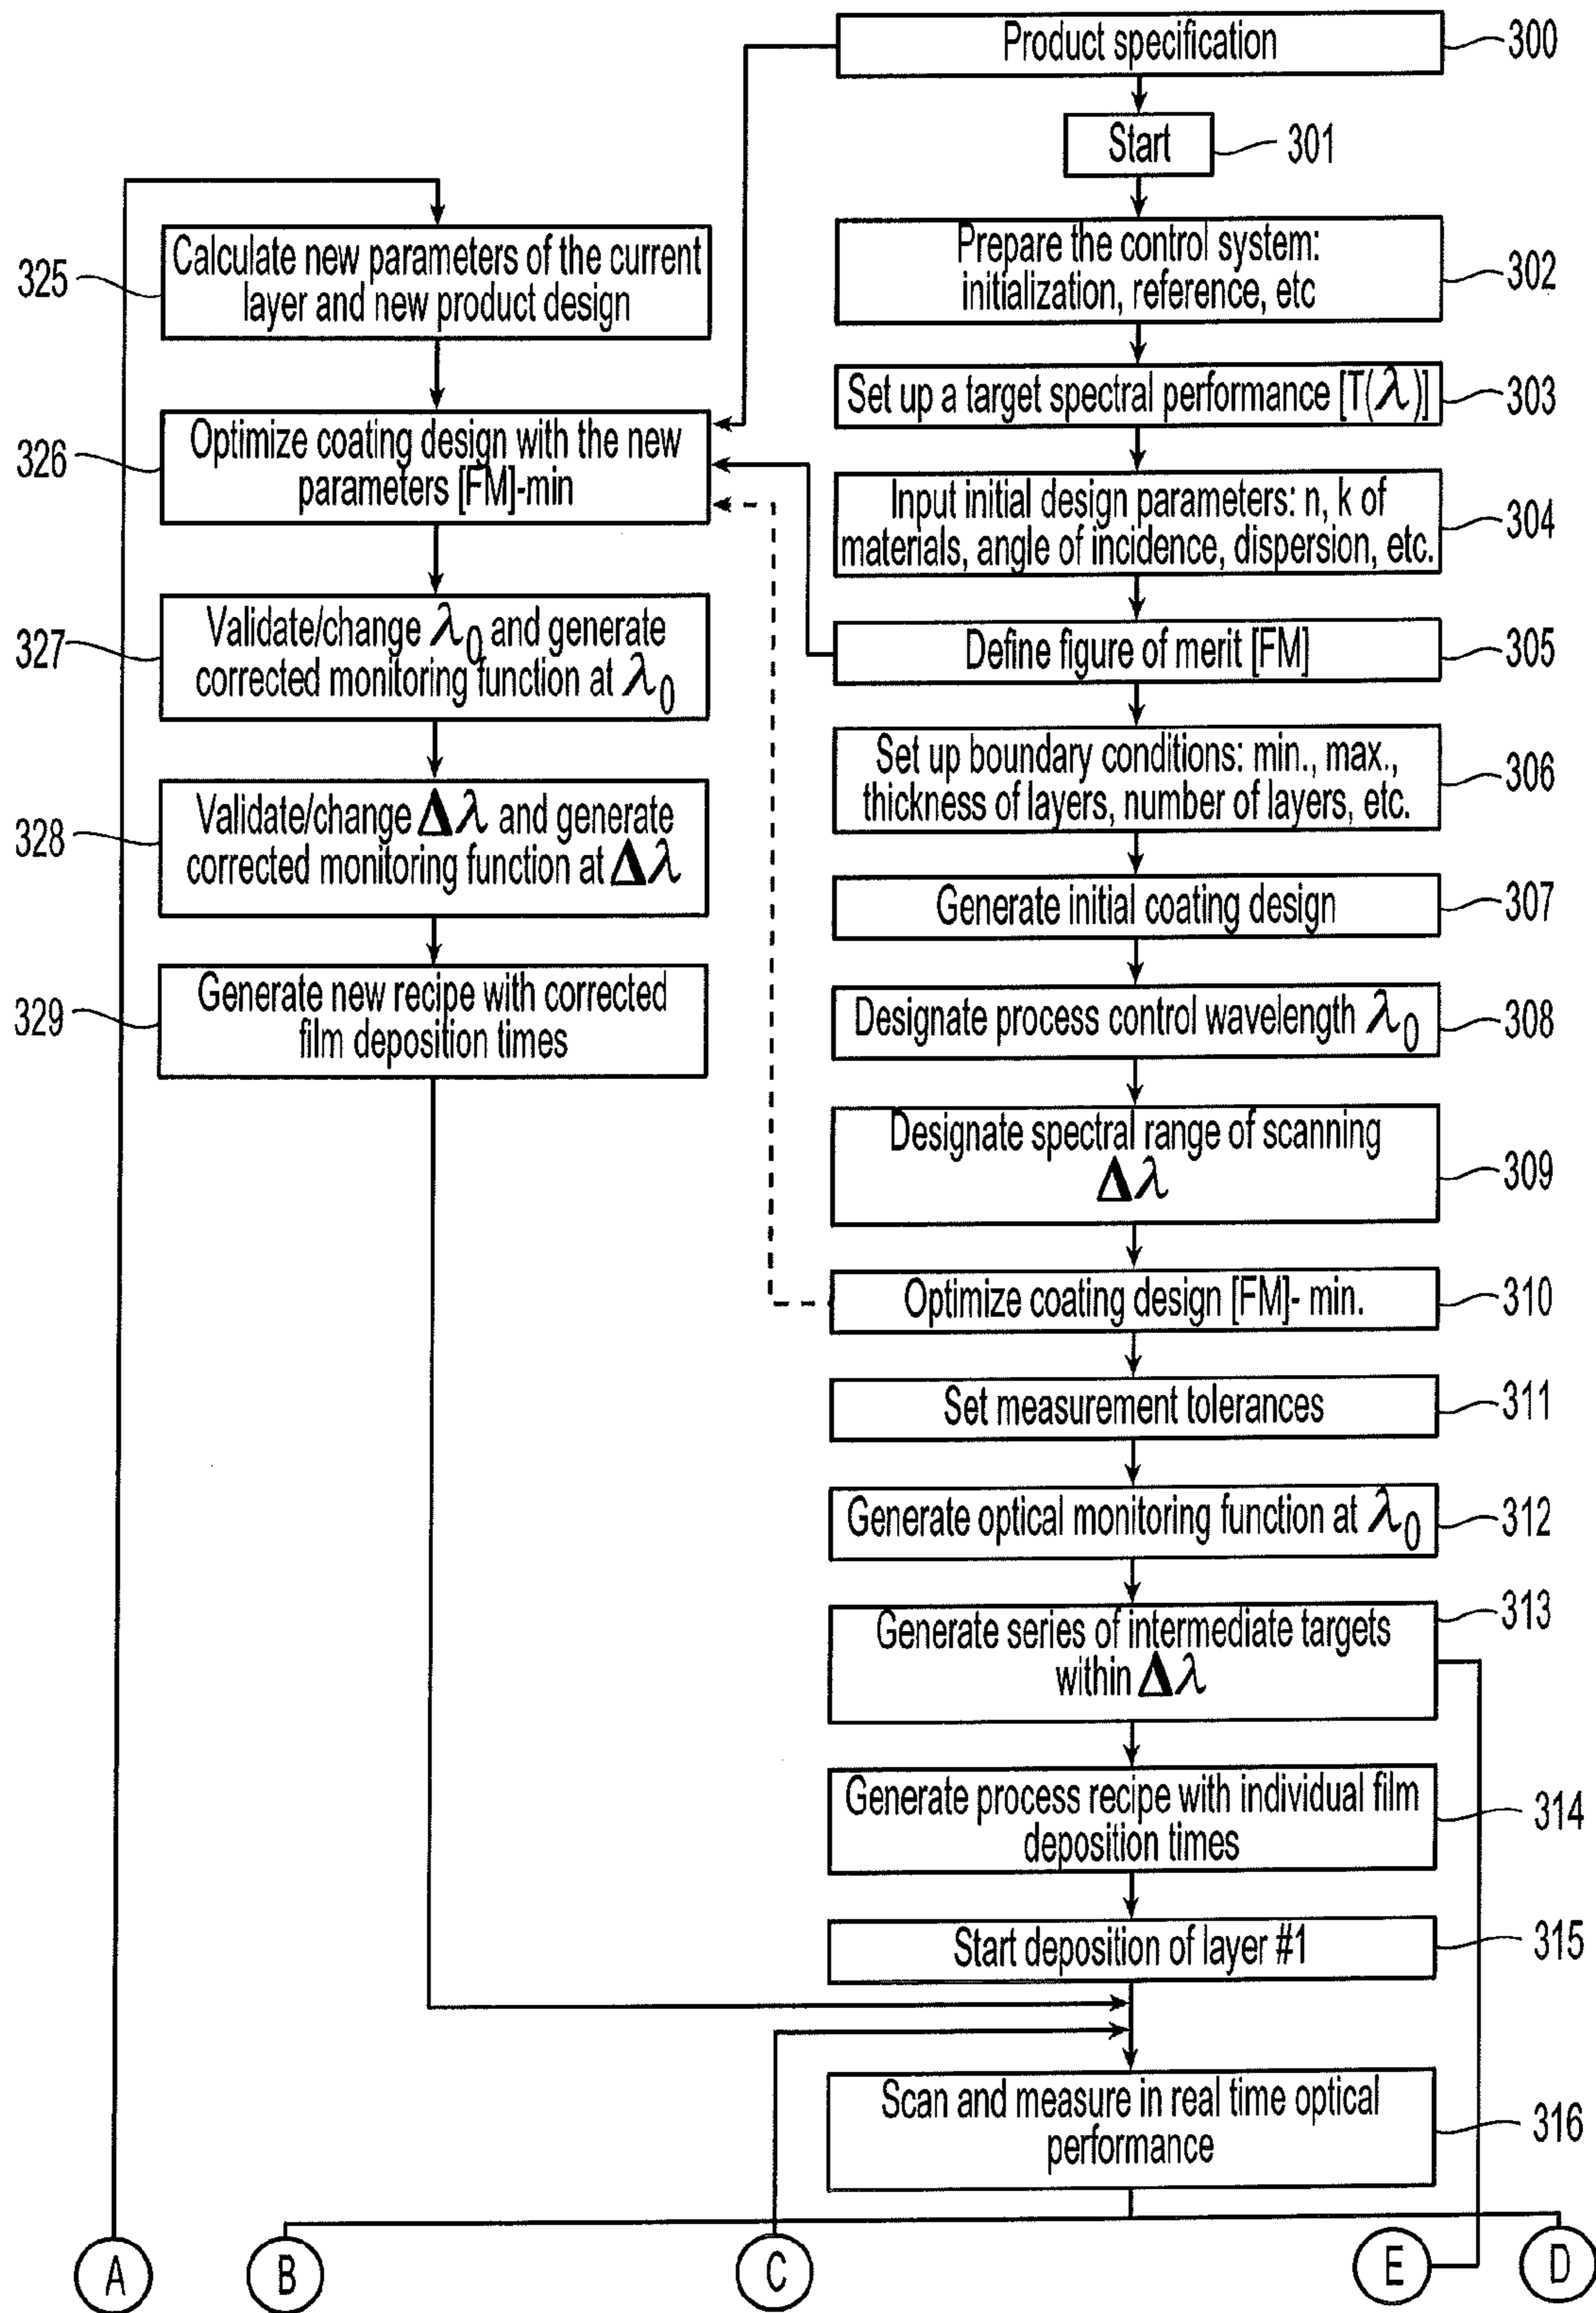 Product specification
300
Start
301
Prepare the control system:
initialization, reference, etc
302
Set up a target spectral performance [T(λ)]
303
Input initial design parameters: n, k of
materials, angle of incidence, dispersion, etc.
304
Define figure of merit [FM]
305
Set up boundary conditions: min., max.,
thickness of layers, number of layers, etc.
306
Generate initial coating design
307
Designate process control wavelength λ0
308
Designate spectral range of scanning
Δλ
309
Optimize coating design [FM]- min.
310
Set measurement tolerances
311
Generate optical monitoring function at λ0
312
Generate series of intermediate targets
within Δλ
313
Generate process recipe with individual film
deposition times
314
Start deposition of layer #1
315
Scan and measure in real time optical
performance
316
325
Calculate new parameters of the current
layer and new product design
326
Optimize coating design with the new
parameters [FM]-min
327
Validate/change λ0 and generate
corrected monitoring function at λ0
328
Validate/change Δλ and generate
corrected monitoring function at Δλ
329
Generate new recipe with corrected
film deposition times
A
B
C
E
D